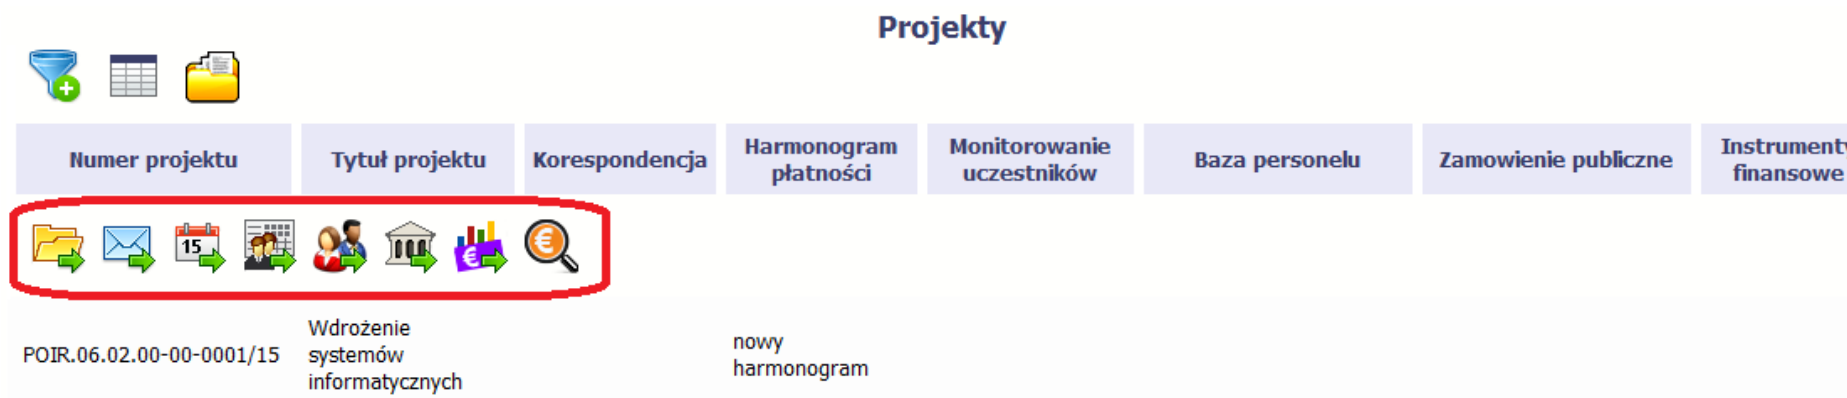 Projekty
Numer projektu
Tytuł projektu
Korespondencja
Harmonogram
płatności
Monitorowanie
uczestników
Baza personelu
Zamowienie publiczne
Instrumenty
finansowe
15
€
€
POIR.06.02.00-00-0001/15
Wdrożenie
systemów
informatycznych
nowy
harmonogram